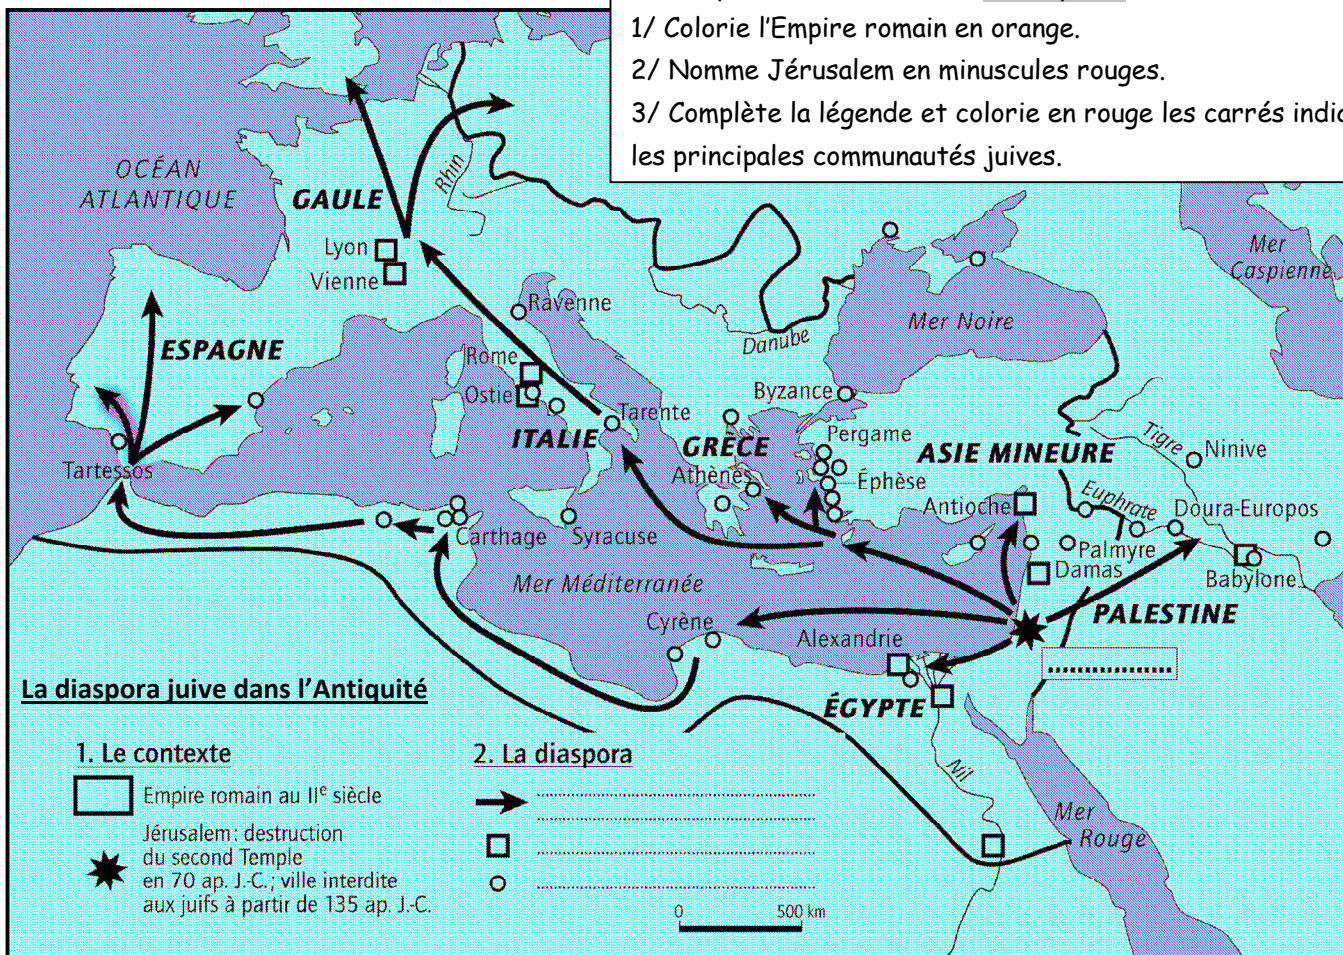 1/ Colorie l'Empire romain en orange.
2/ Nomme Jérusalem en minuscules rouges.
3/ Complète la légende et colorie en rouge les carrés
les principales communautés juives.
OCÉAN
ATLANTIQUE
GAULE
Rhin
Lyon
Vienne
Mer
Caspienne
Ravenne
Mer Noire
Danube
ESPAGNE
Rome
Ostie
Byzance
Tarente
ITALIE
GRÈCE
Pergame
ASIE MINEURE
Tigre
Ninive
Tartessos
Athènes
Éphèse
Antioche
Euphrate
Doura-Europos
Carthage
Syracuse
Palmyre
Damas
Babylone
Mer Méditerranée
Cyrène
Alexandrie
PALESTINE
La diaspora juive dans l'Antiquité
ÉGYPTE
Nil
Mer
Rouge
1. Le contexte
Empire romain au IIe siècle
Jérusalem : destruction
du second Temple
en 70 ap. J.-C. ; ville interdite
aux juifs à partir de 135 ap. J.-C.
2. La diaspora
0 500 km